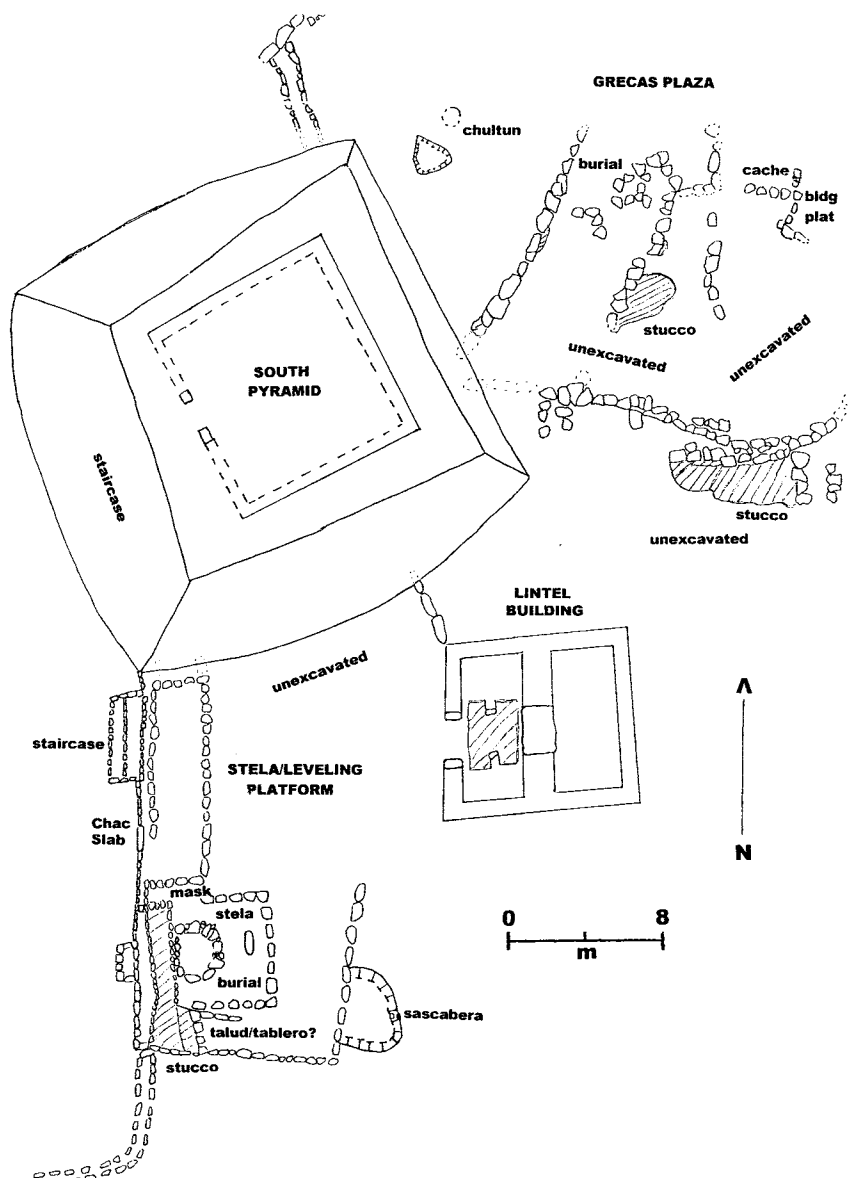 GRECAS PLAZA
chultun
burial
cache
bldg
plat
stucco
unexcavated
unexcavated
SOUTH
PYRAMID
staircase
stucco
unexcavated
LINTEL
BUILDING
unexcavated
Λ
N
staircase
STELA/LEVELING
PLATFORM
Chac
Slab
mask
stela
burial
0 8
m
sascabera
talud/tablero?
stucco